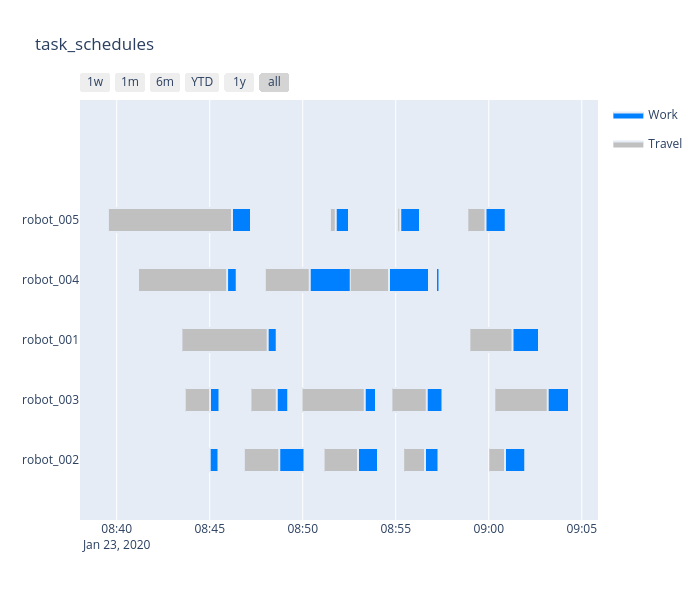 task_schedules
1w 1m 6m YTD 1y all
Work
Travel
robot_005
robot_004
robot_001
robot_003
robot_002
08:40 08:45 08:50 08:55 09:00 09:05
Jan 23, 2020